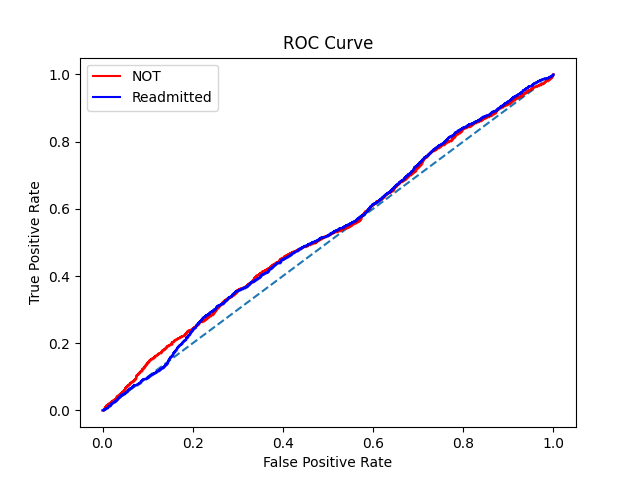 ROC Curve
NOT
Readmitted
True Positive Rate
1.0
0.8
0.6
0.4
0.2
0.0
0.0 0.2 0.4 0.6 0.8 1.0
False Positive Rate